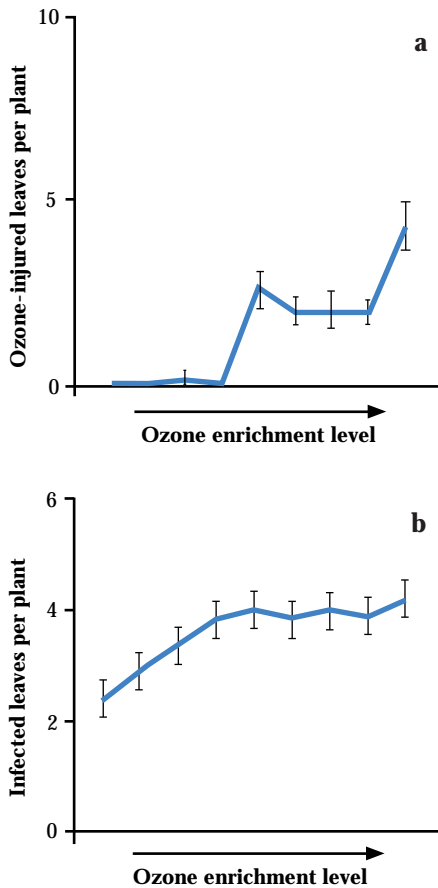 10
a
Ozone-injured leaves per plant
5
0
Ozone enrichment level
6
b
Infected leaves per plant
4
2
0
Ozone enrichment level